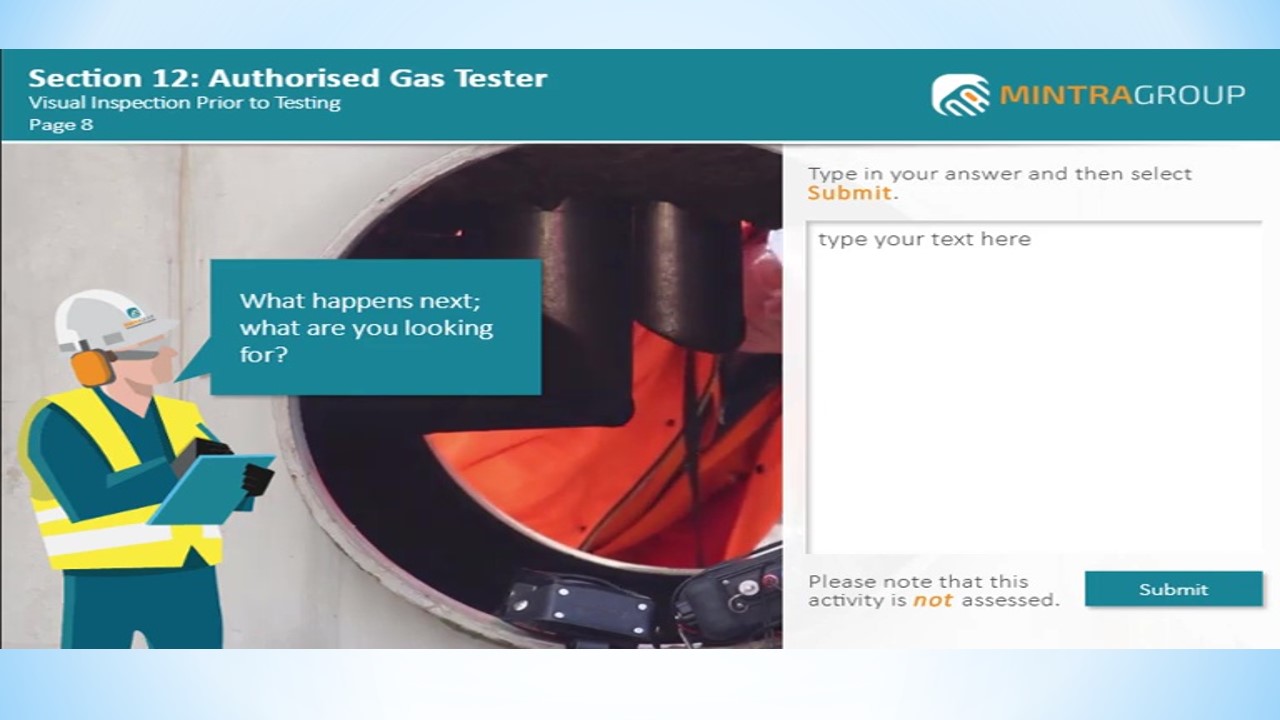 Section 12: Authorised Gas Tester
Visual Inspection Prior to Testing
Page 8
MINTRAGROUP
Type in your answer and then select
Submit.
type your text here
What happens next;
what are you looking
for?
Please note that this
activity is not assessed.
Submit